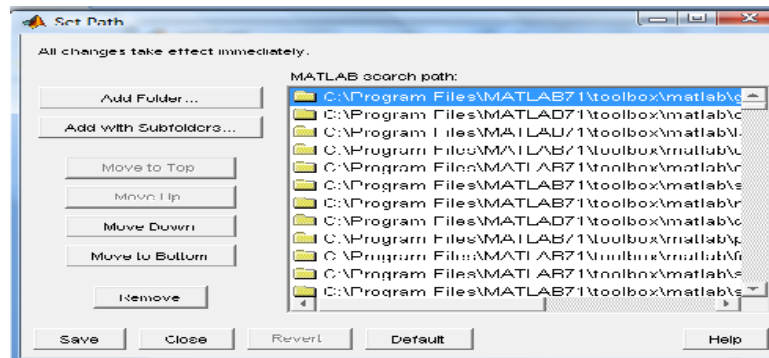 Set Path
All changes take effect immediately.
MATLAB search path:
Add Folder...
Add with Subfolders...
Move to Top
Move Up
Move Down
Move to Bottom
Remove
C:\Program Files\MATLAB71\toolbox\matlab\g
C:\Program Files\MATLAB71\toolbox\matlab\
C:\Program Files\MATLAB71\toolbox\matlab\
C:\Program Files\MATLAB71\toolbox\matlab\
C:\Program Files\MATLAB71\toolbox\matlab\
C:\Program Files\MATLAB71\toolbox\matlab\s
C:\Program Files\MATLAB71\toolbox\matlab\
C:\Program Files\MATLAB71\toolbox\matlab\
C:\Program Files\MATLAB71\toolbox\matlab\p
C:\Program Files\MATLAB71\toolbox\matlab\
C:\Program Files\MATLAB71\toolbox\matlab\s
C:\Program Files\MATLAB71\toolbox\matlab\s
Save Close Revert Default Help